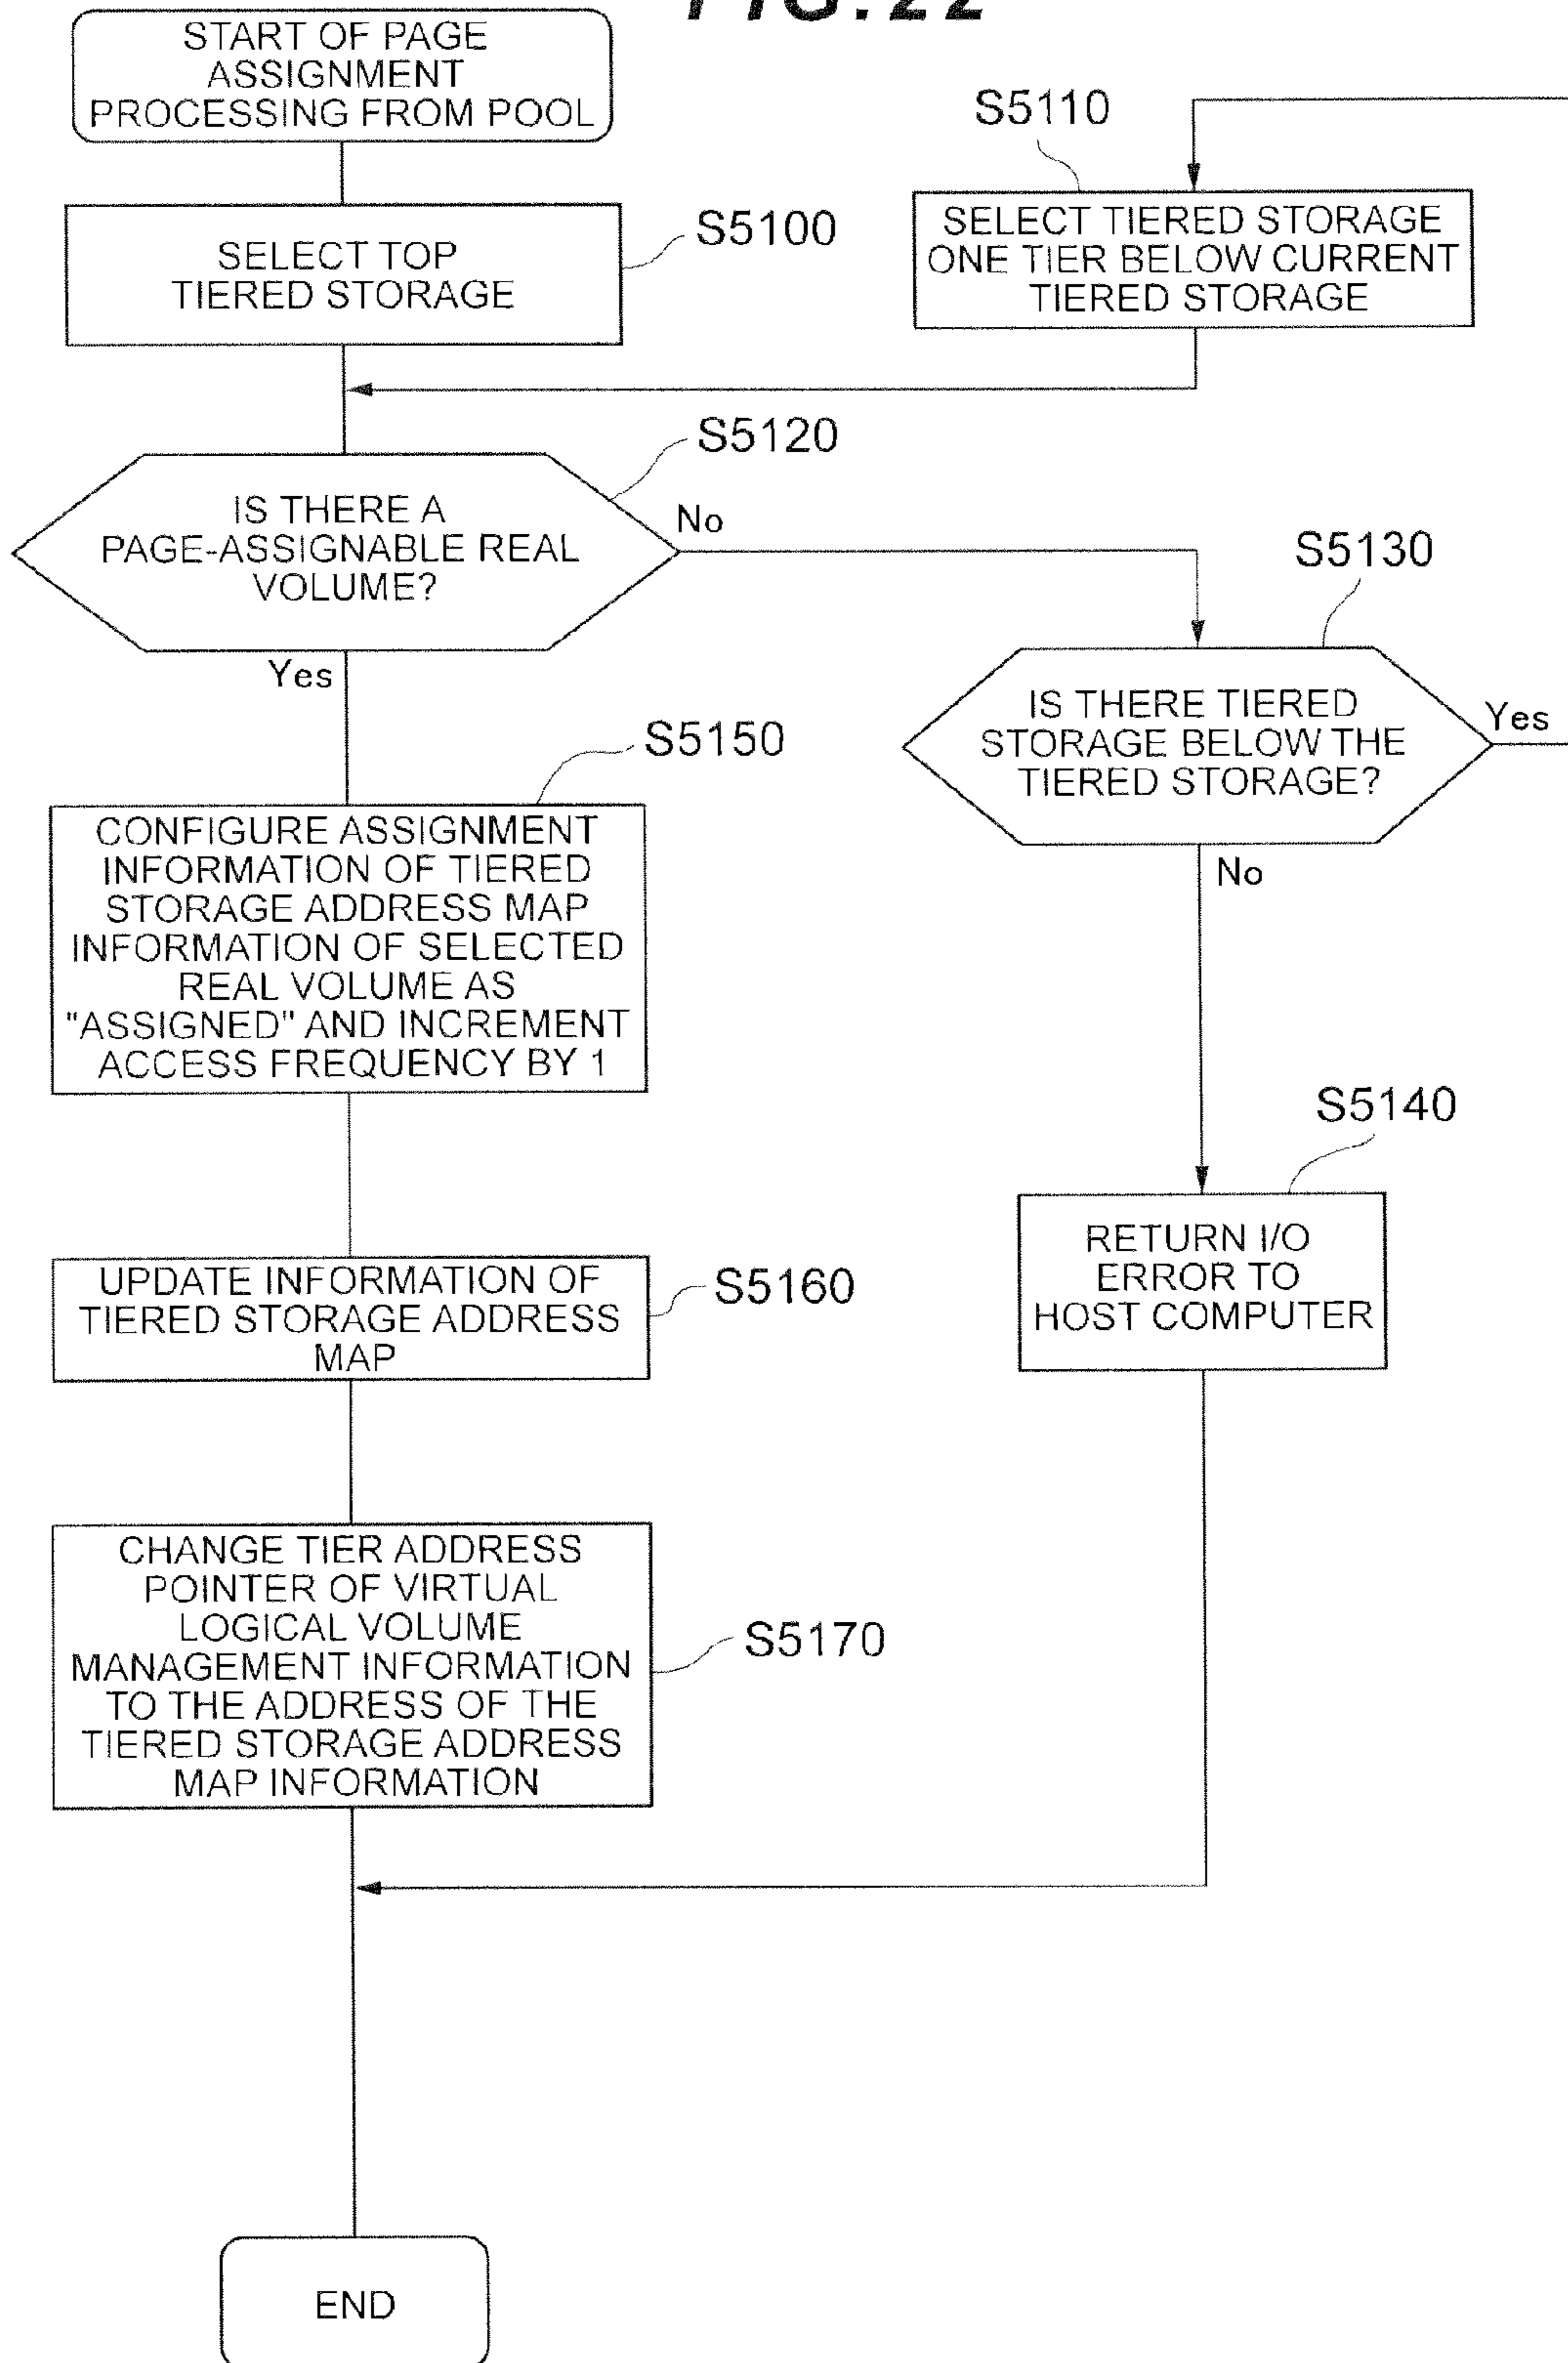 FIG. 22
START OF PAGE
ASSIGNMENT
PROCESSING FROM POOL
S5100
SELECT TOP
TIERED STORAGE
S5110
SELECT TIERED STORAGE
ONE TIER BELOW CURRENT
TIERED STORAGE
S5120
IS THERE A
PAGE-ASSIGNABLE REAL
VOLUME?
No
Yes
S5130
IS THERE TIERED
STORAGE BELOW THE
TIERED STORAGE?
Yes
No
S5150
CONFIGURE ASSIGNMENT
INFORMATION OF TIERED
STORAGE ADDRESS MAP
INFORMATION OF SELECTED
REAL VOLUME AS
"ASSIGNED" AND INCREMENT
ACCESS FREQUENCY BY 1
S5140
RETURN I/O
ERROR TO
HOST COMPUTER
S5160
UPDATE INFORMATION OF
TIERED STORAGE ADDRESS
MAP
S5170
CHANGE TIER ADDRESS
POINTER OF VIRTUAL
LOGICAL VOLUME
MANAGEMENT INFORMATION
TO THE ADDRESS OF THE
TIERED STORAGE ADDRESS
MAP INFORMATION
END